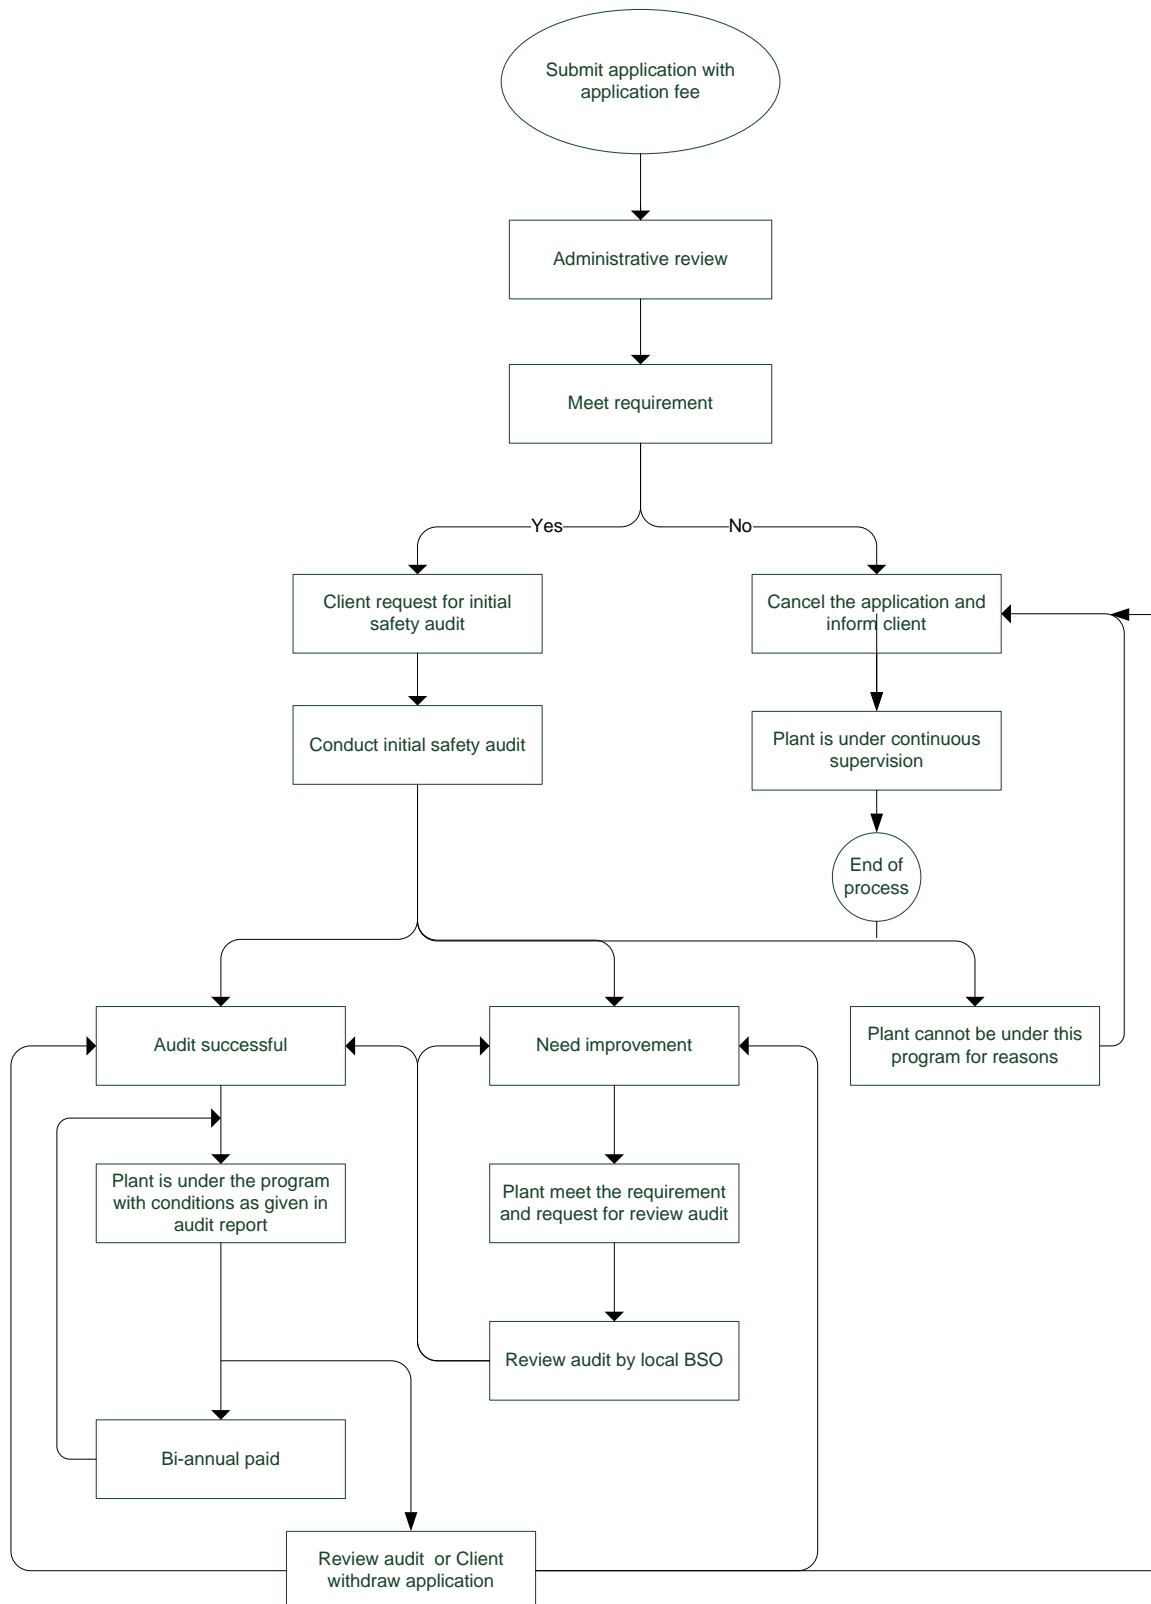 Submit application with
application fee
Administrative review
Meet requirement
Yes
No
Client request for initial
safety audit
Cancel the application and
inform client
Conduct initial safety audit
Plant is under continuous
supervision
End of
process
Audit successful
Need improvement
Plant cannot be under this
program for reasons
Plant is under the program
with conditions as given in
audit report
Plant meet the requirement
and request for review audit
Review audit by local BSO
Bi-annual paid
Review audit  or Client
withdraw application